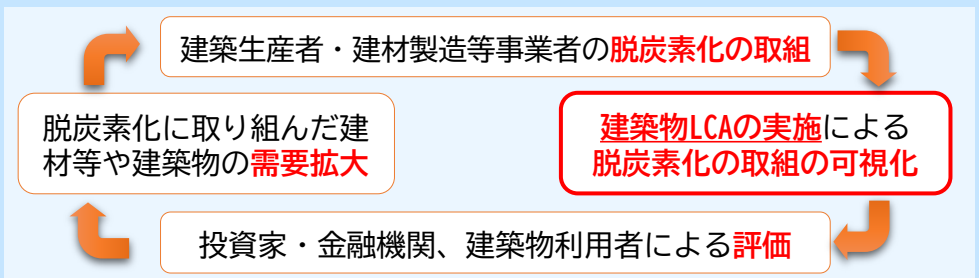 建築生産者・建材製造等事業者の脱炭素化の取組
脱炭素化に取り組んだ建
材等や建築物の需要拡大
建築物LCAの実施による
脱炭素化の取組の可視化
投資家・金融機関、建築物利用者による評価